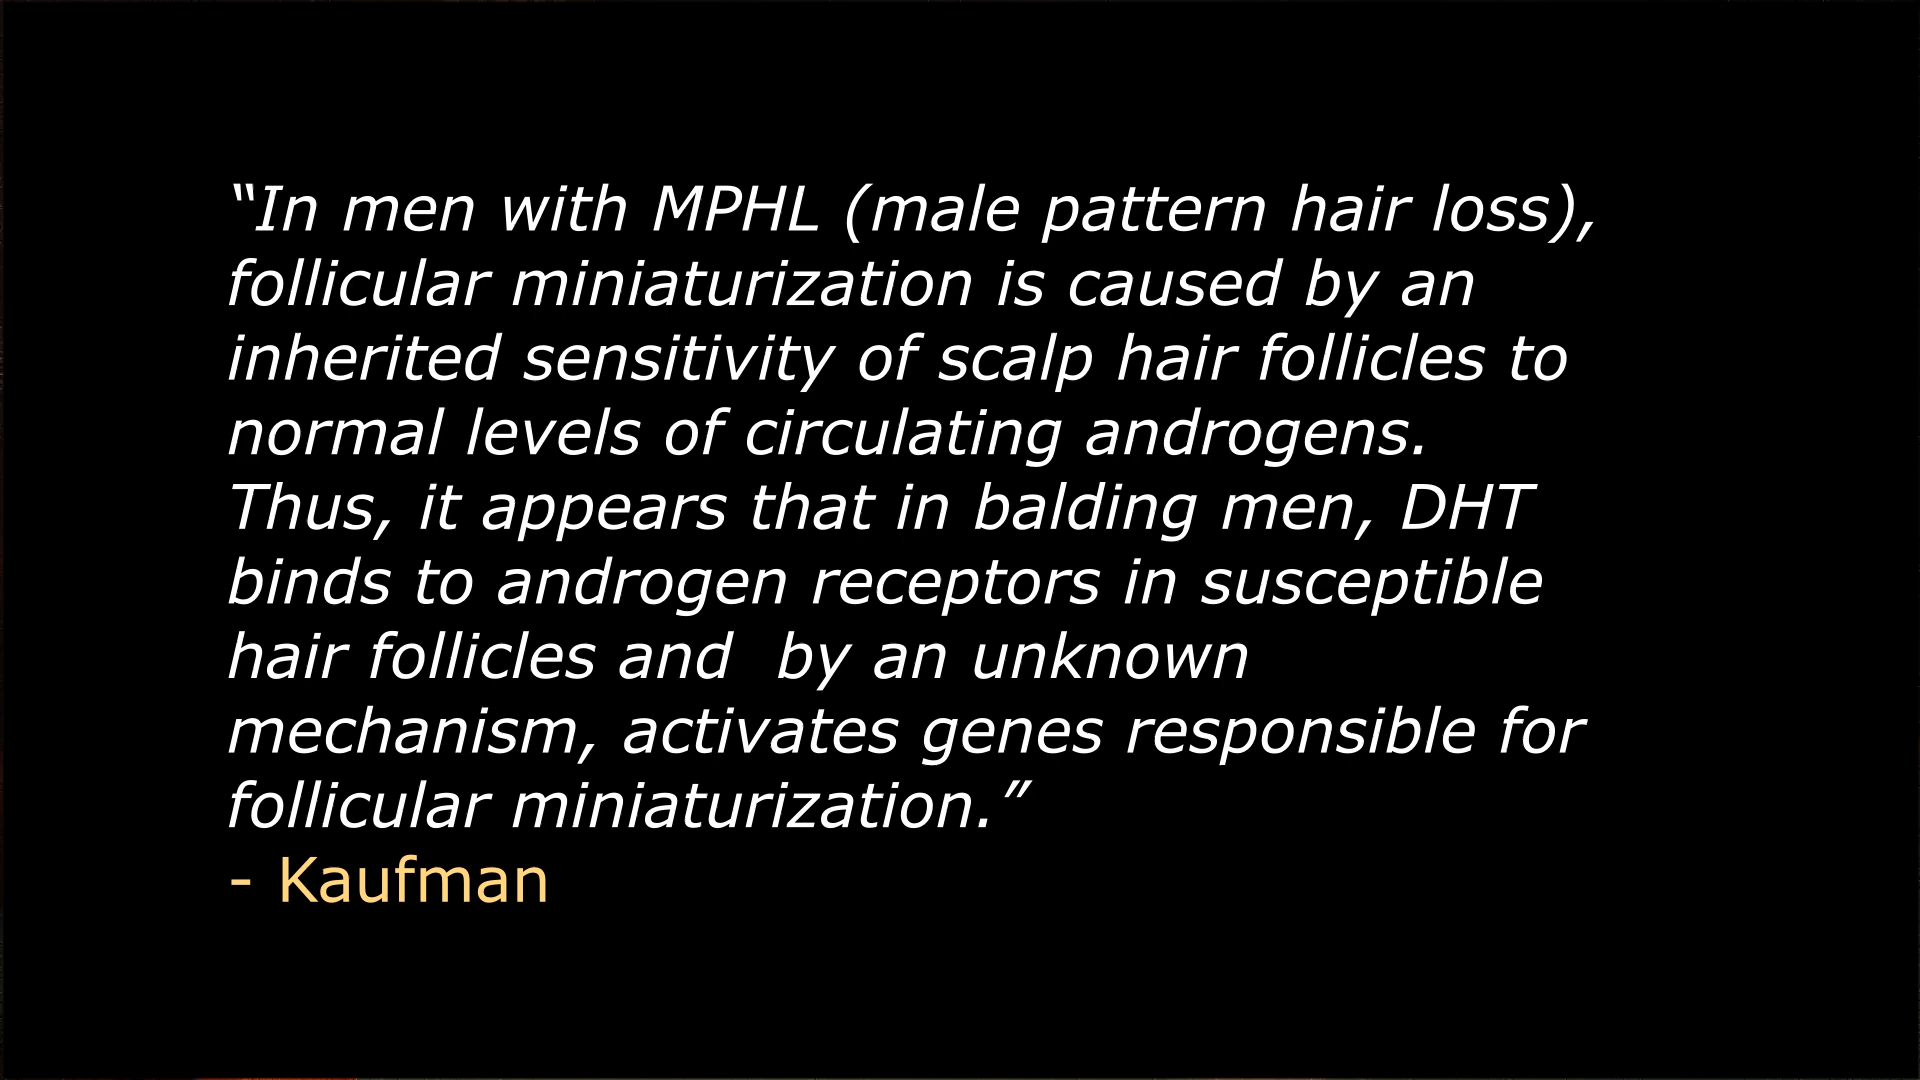 “In men with MPHL (male pattern hair loss),
follicular miniaturization is caused by an
inherited sensitivity of scalp hair follicles to
normal levels of circulating androgens.
Thus, it appears that in balding men, DHT
binds to androgen receptors in susceptible
hair follicles and  by an unknown
mechanism, activates genes responsible for
follicular miniaturization.”
- Kaufman